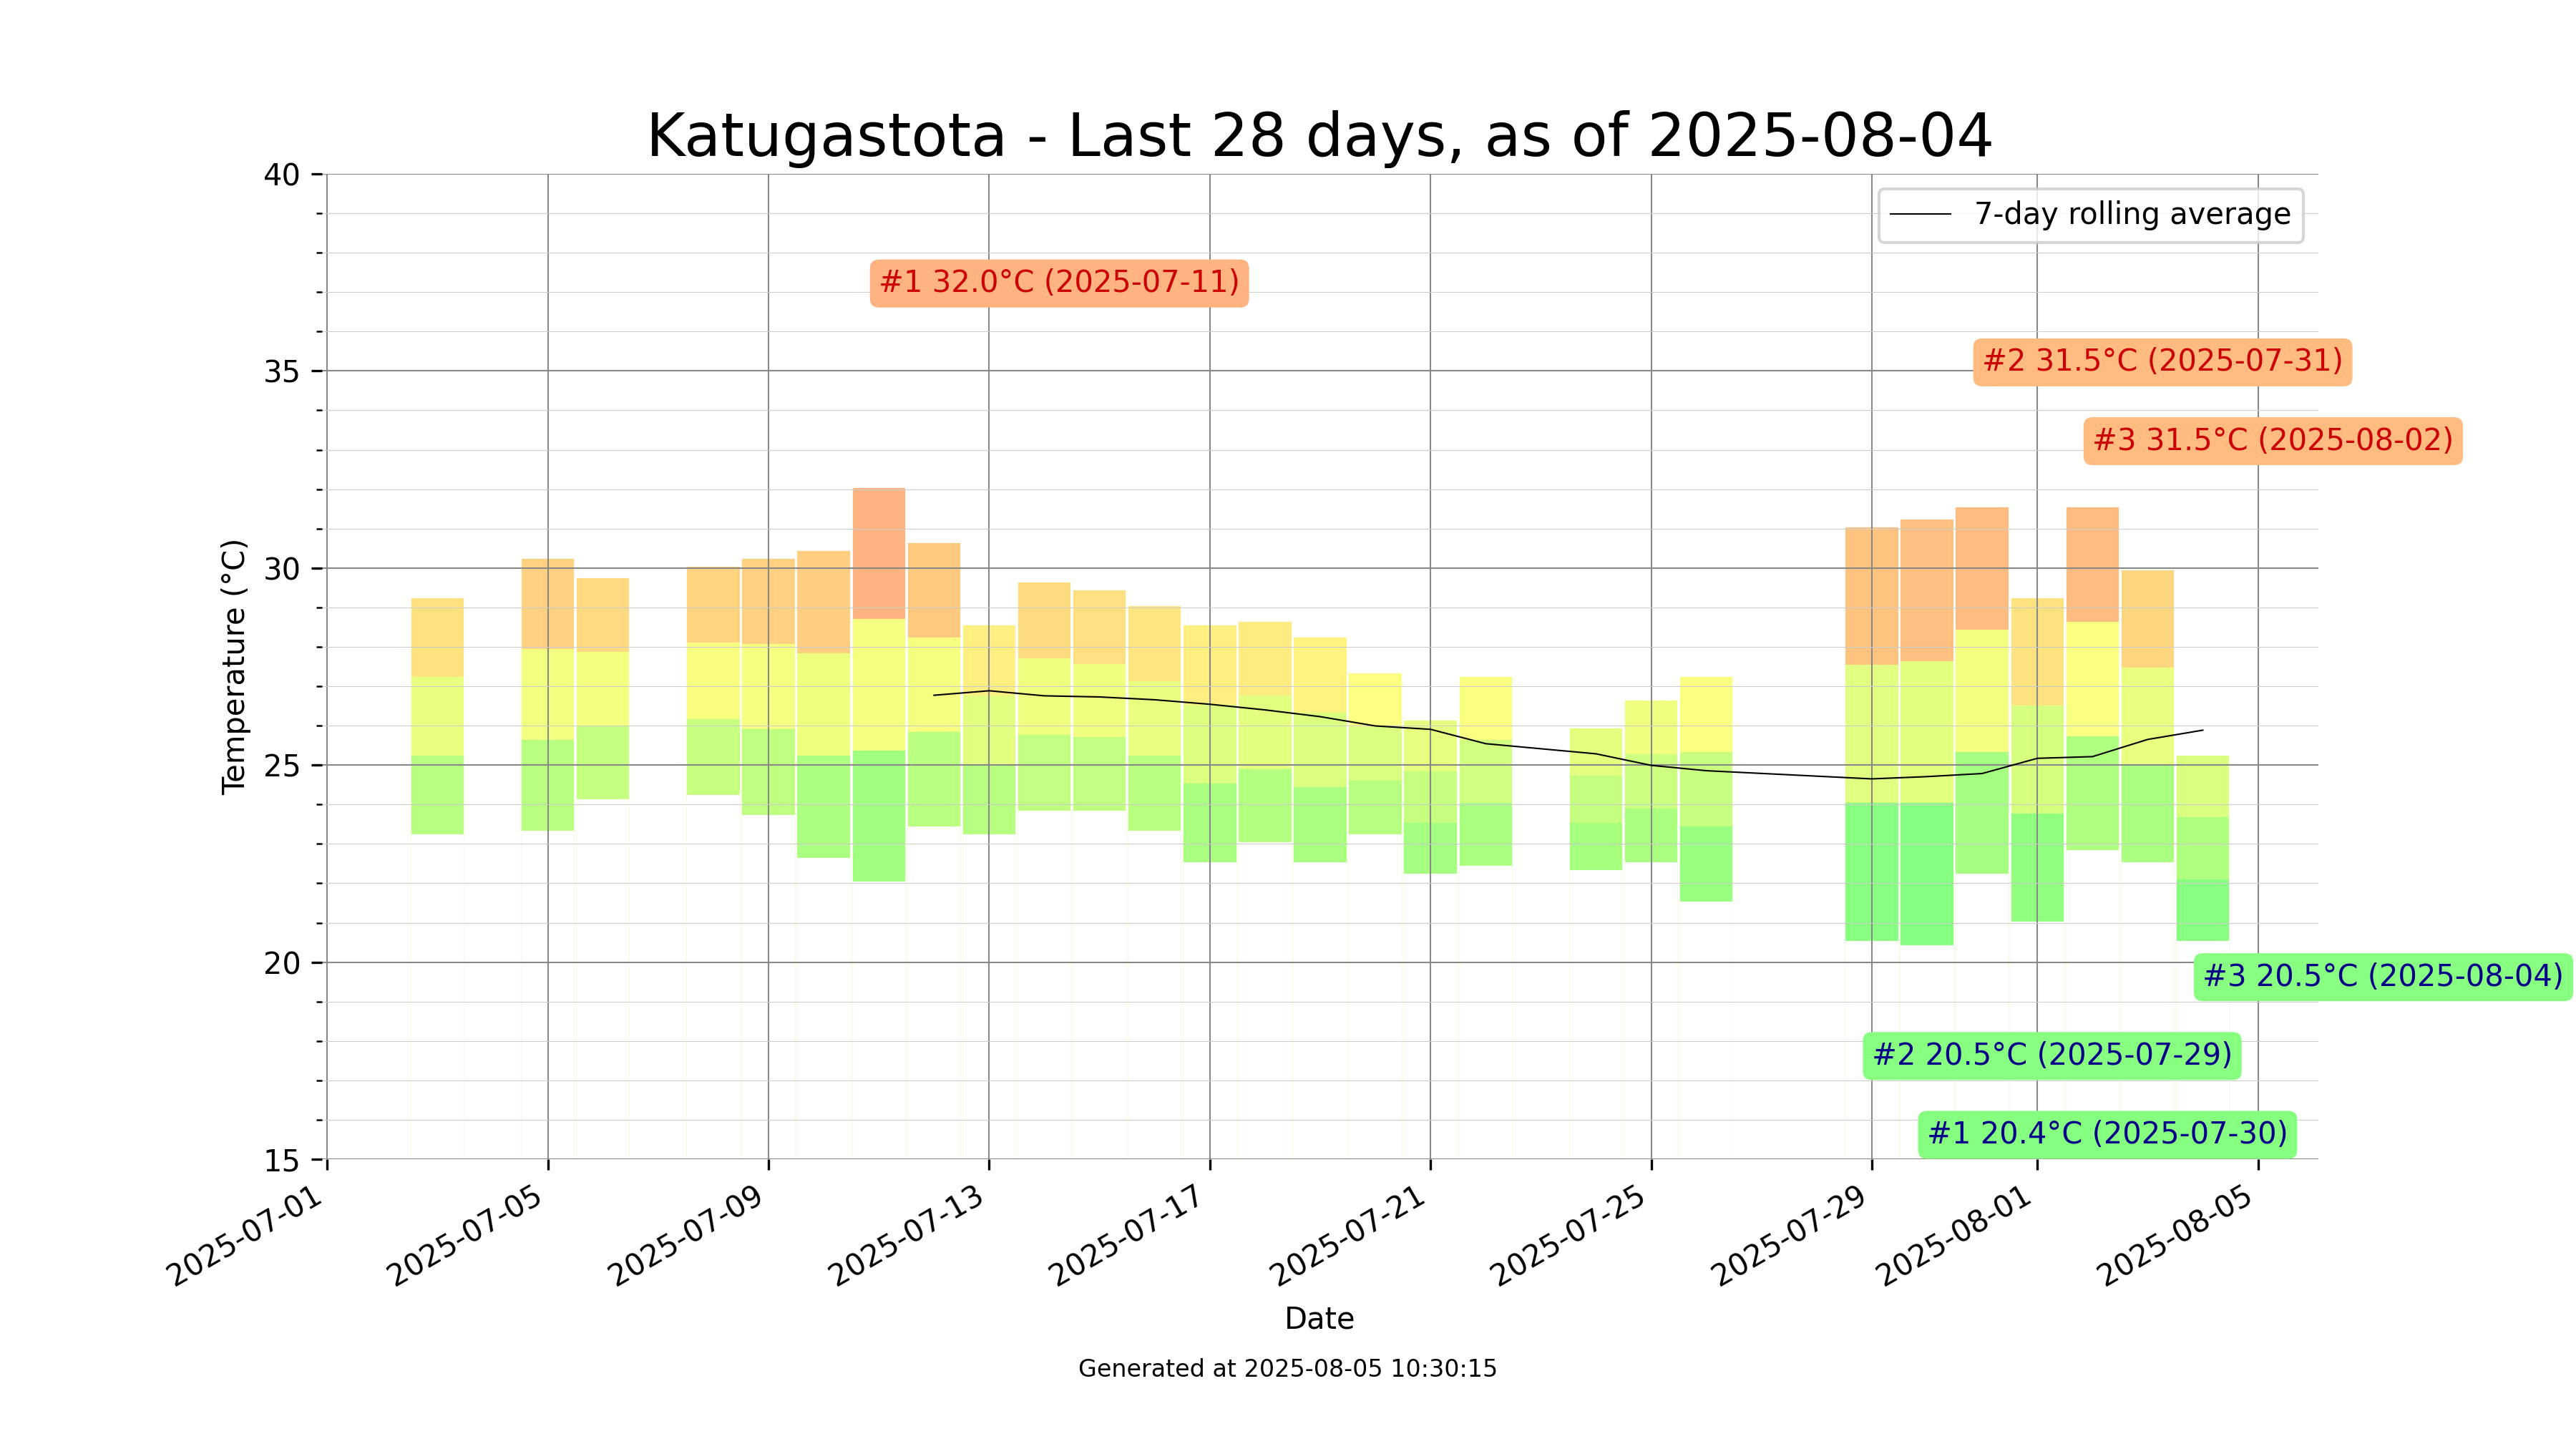 Katugastota - Last 28 days, as of 2025-08-04
7-day rolling average
#1 32.0°C (2025-07-11)
#2 31.5°C (2025-07-31)
#3 31.5°C (2025-08-02)
#3 20.5°C (2025-08-04)
#2 20.5°C (2025-07-29)
#1 20.4°C (2025-07-30)
Temperature (°C)
40
35
30
25
20
15
2025-07-01
2025-07-05
2025-07-09
2025-07-13
2025-07-17
2025-07-21
2025-07-25
2025-07-29
2025-08-01
2025-08-05
Date
Generated at 2025-08-05 10:30:15